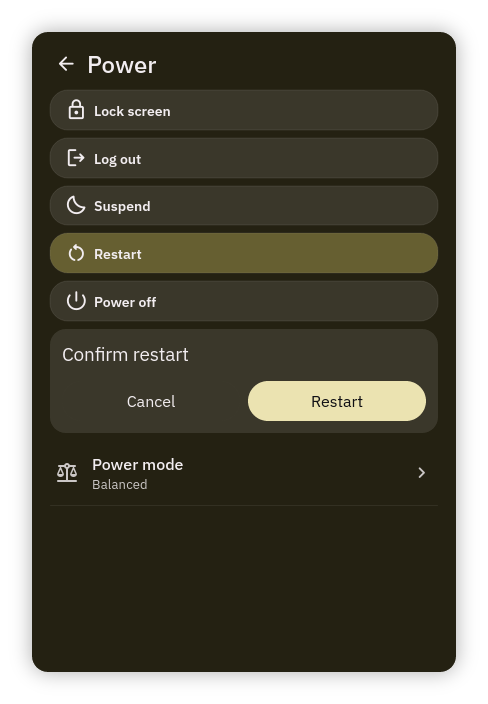 Power
Lock screen
Log out
Suspend
Restart
Power off
Confirm restart
Cancel
Restart
Power mode
Balanced